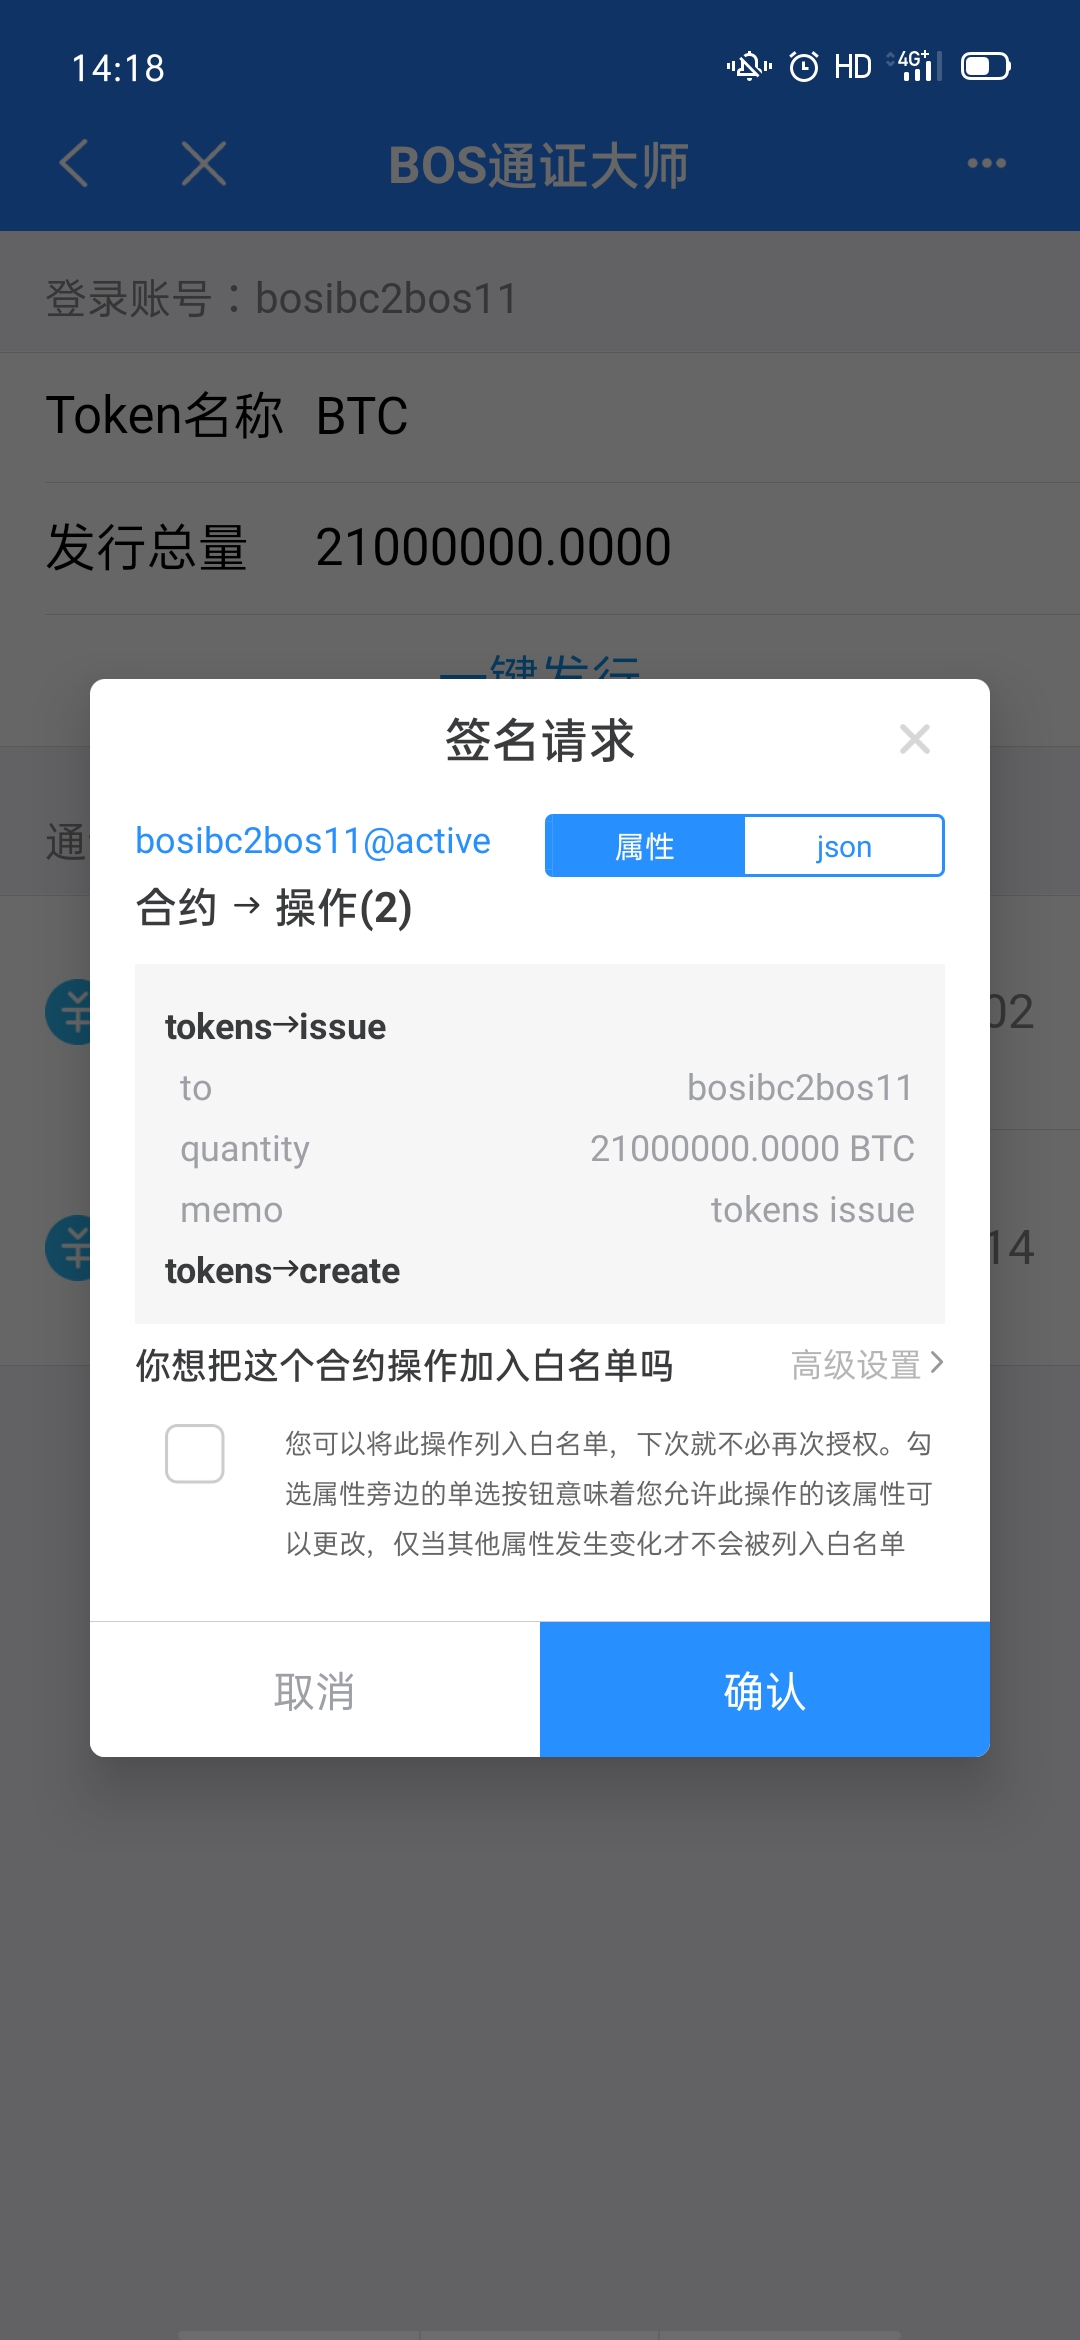 14:18
HD 4G+
BOS通证大师
登录账号：bosibc2bos11
Token名称 BTC
发行总量 21000000.0000
一键发行
签名请求
bosibc2bos11@active 属性 json
合约 → 操作(2)
通
tokens→issue
to bosibc2bos11
02
quantity 21000000.0000 BTC
memo tokens issue
14
tokens→create
你想把这个合约操作加入白名单吗 高级设置
您可以将此操作列入白名单，下次就不必再次授权。勾
选属性旁边的单选按钮意味着您允许此操作的该属性可
以更改，仅当其他属性发生变化才不会被列入白名单
取消 确认